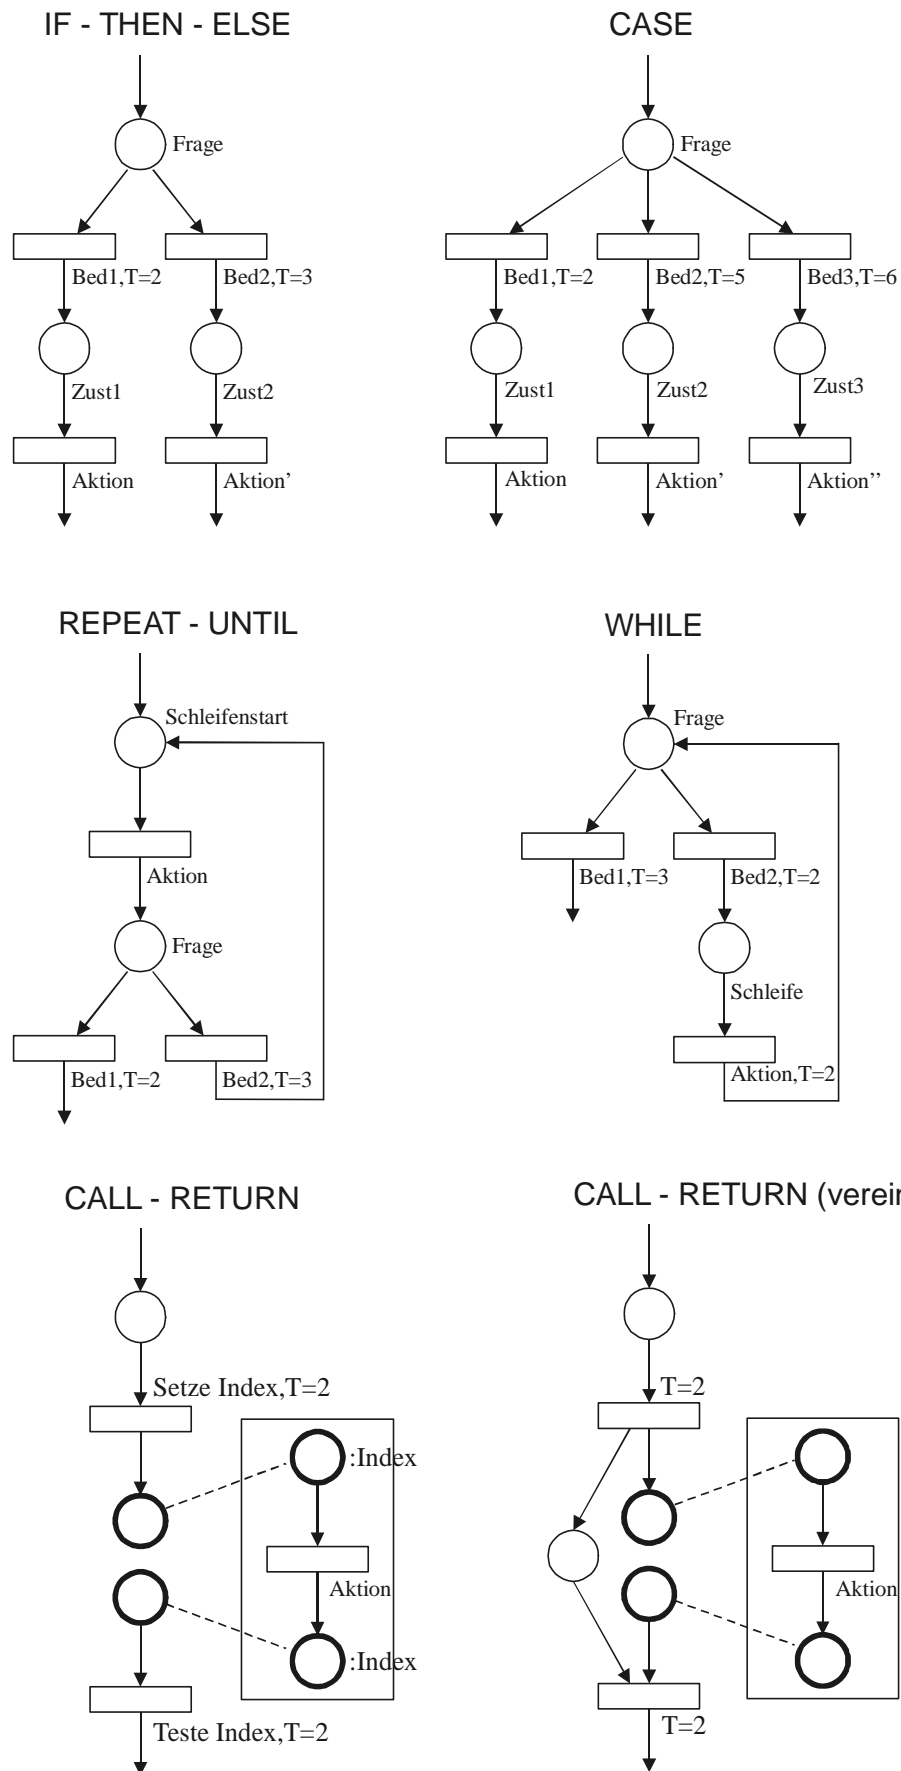 IF - THEN - ELSE
Frage
Bed1,T=2
Bed2,T=3
Zust1
Zust2
Aktion
Aktion'
CASE
Frage
Bed1,T=2
Bed2,T=5
Bed3,T=6
Zust1
Zust2
Zust3
Aktion
Aktion'
Aktion''
REPEAT - UNTIL
Schleifenstart
Aktion
Frage
Bed1,T=2
Bed2,T=3
WHILE
Frage
Bed1,T=3
Bed2,T=2
Schleife
Aktion,T=2
CALL - RETURN
Setze Index,T=2
:Index
Aktion
:Index
Teste Index,T=2
CALL - RETURN
T=2
Aktion
T=2